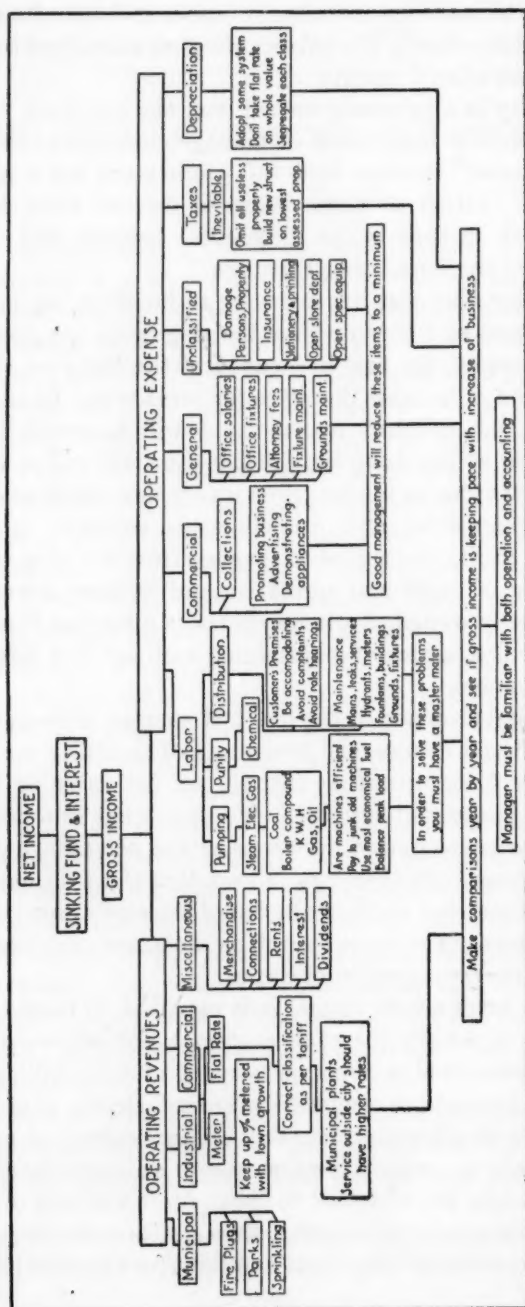 NET INCOME
SINKING FUND & INTEREST
GROSS INCOME
OPERATING REVENUES
Municipal
Fire Plugs
Parks
Sprinkling
Industrial
Commercial
Meter
Flat Rate
Keep up % metered
with town growth
Correct classification
as per tariff
Municipal plants
Service outside city should
have higher rates
Miscellaneous
Merchandise
Connections
Rents
Interest
Dividends
OPERATING EXPENSE
Labor
Pumping
Purity
Distribution
Steam Elec Gas
Chemical
Coal
Boiler compound
K.W.H
Gas, Oil
Are machines efficient
Pay to junk old machines
Use most economical fuel
Balance peak load
Customer's Premises
Be accomodating
Avoid complaints
Avoid rate hearings
Maintenance
Mains, leaks, services
Hydrants, meters
Fountens, buildings
Grounds, fixtures
In order to solve these problems
you must have a master meter
Commercial
Collections
Promoting business
Advertising
Demonstrating
appliances
General
Office salaries
Office fixtures
Attorney fees
Fixture maint
Grounds maint
Unclassified
Damage
Persons, Property
Insurance
Stationery & printing
Oper store dept
Oper spec equip
Good management will reduce these items to a minimum
Taxes
Inevitable
Omit all useless
property
Build new struct
on lowest
assessed prop
Depreciation
Adopt some system
Don't take flat rate
on whole value
Segregate each class
Make comparisons year by year and see if gross income is keeping pace with increase of business
Manager must be familiar with both operation and accounting